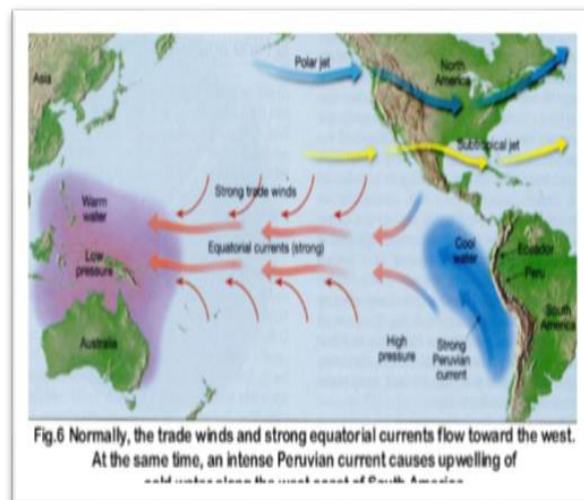 Polar jet
North
America
Asia
Subtropical jet
Strong trade winds
Warm
water
Equatorial currents (strong)
Low
pressure
Cool
water
Ecuador
Peru
South
America
Australia
High
pressure
Strong
Peruvian
current
Fig.6 Normally, the trade winds and strong equatorial currents flow toward the west.
At the same time, an intense Peruvian current causes upwelling of